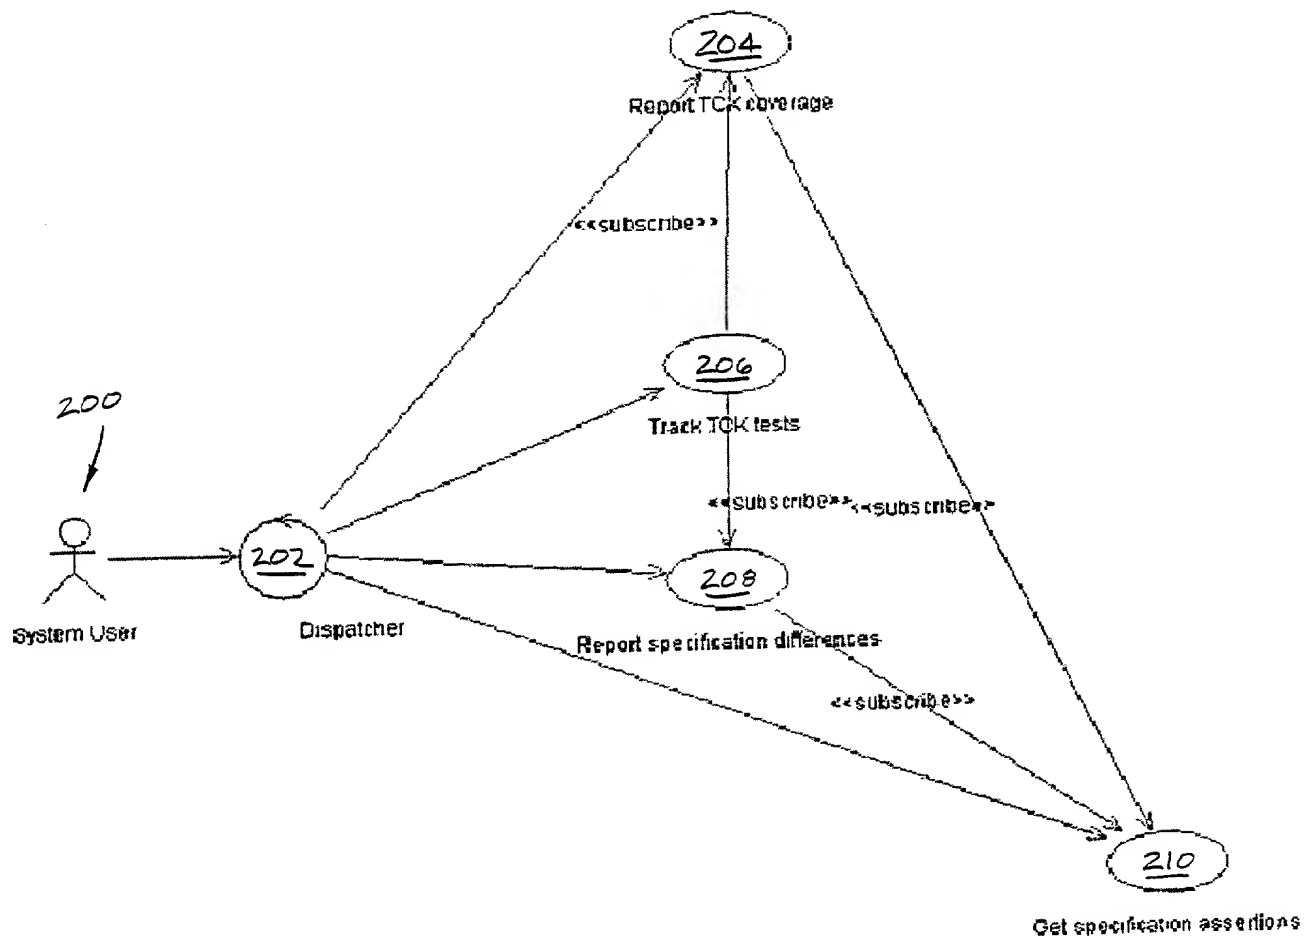 204
Report TCK coverage
<<subscribe>>
206
200
Track TCK tests
<<subscribe>>
<<subscribe>>
202
208
System User
Dispatcher
Report specification differences
<<subscribe>>
210
Get specification assertions